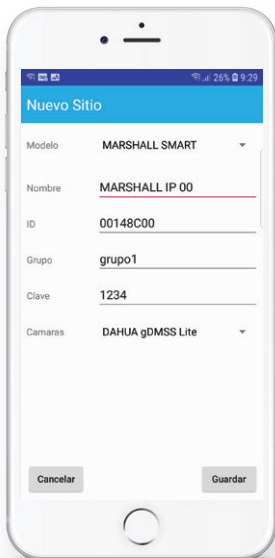 26% 9:29
Nuevo Sitio
Modelo MARSHALL SMART
Nombre MARSHALL IP 00
ID 00148C00
Grupo grupo1
Clave 1234
Camaras DAHUA gDMSS Lite
Cancelar Guardar